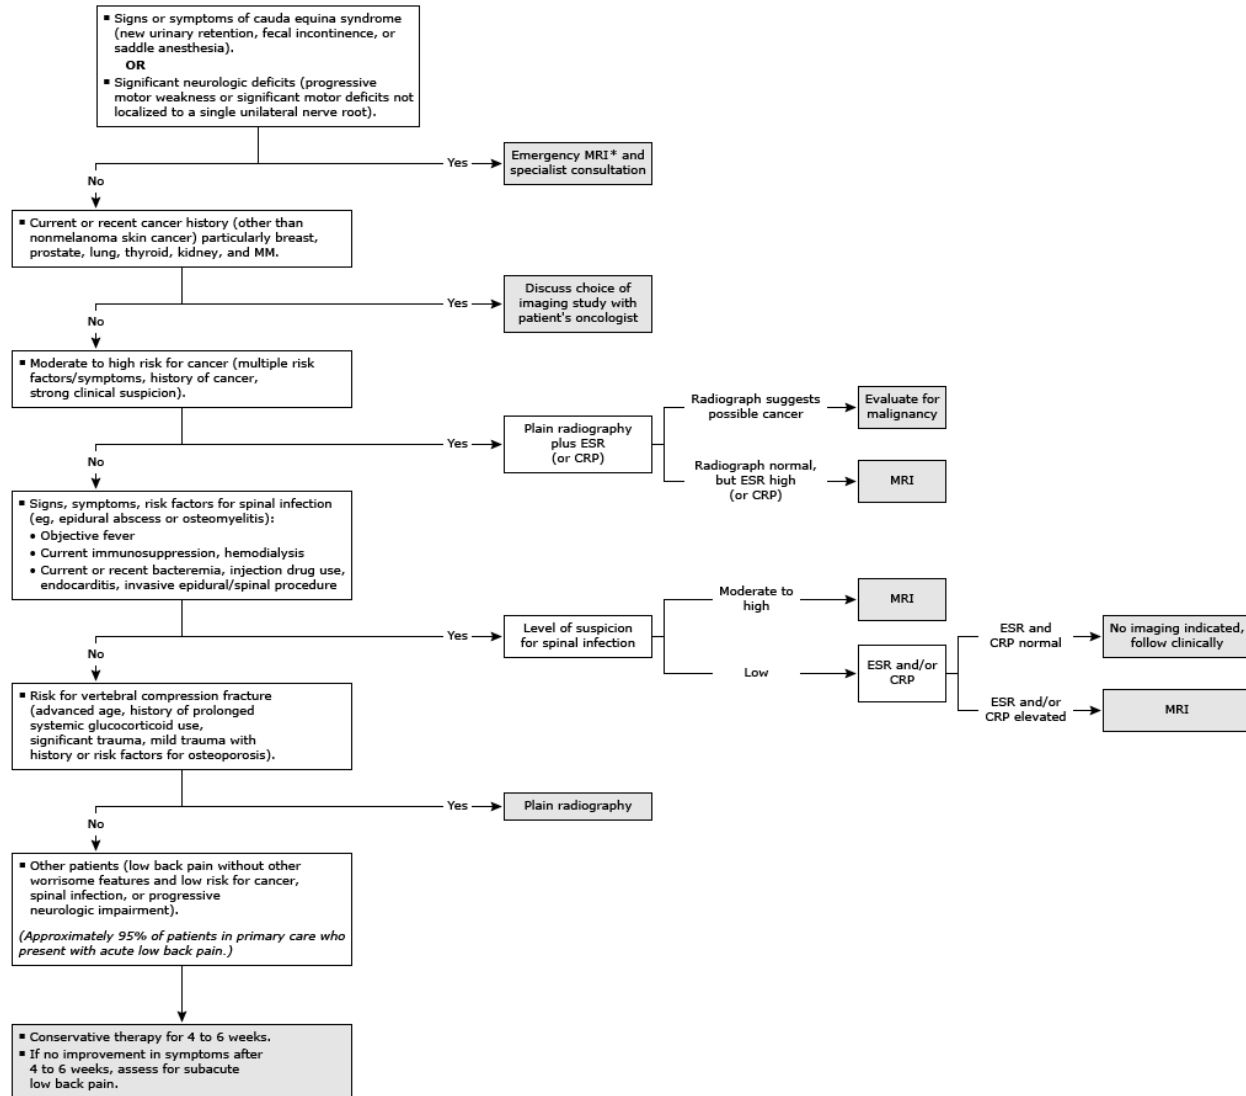 ▪ Signs or symptoms of cauda equina syndrome
(new urinary retention, fecal incontinence, or
saddle anesthesia).
OR
▪ Significant neurologic deficits (progressive
motor weakness or significant motor deficits not
localized to a single unilateral nerve root).
Yes
Emergency MRI* and
specialist consultation
No
▪ Current or recent cancer history (other than
nonmelanoma skin cancer) particularly breast,
prostate, lung, thyroid, kidney, and MM.
Yes
Discuss choice of
imaging study with
patient's oncologist
No
▪ Moderate to high risk for cancer (multiple risk
factors/symptoms, history of cancer,
strong clinical suspicion).
Yes
Plain radiography
plus ESR
(or CRP)
Radiograph suggests
possible cancer
Evaluate for
malignancy
Radiograph normal,
but ESR high
(or CRP)
MRI
No
▪ Signs, symptoms, risk factors for spinal infection
(eg, epidural abscess or osteomyelitis):
• Objective fever
• Current immunosuppression, hemodialysis
• Current or recent bacteremia, injection drug use,
endocarditis, invasive epidural/spinal procedure
Yes
Level of suspicion
for spinal infection
Moderate to
high
MRI
Low
ESR and/or
CRP
ESR and
CRP normal
No imaging indicated,
follow clinically
ESR and/or
CRP elevated
MRI
No
▪ Risk for vertebral compression fracture
(advanced age, history of prolonged
systemic glucocorticoid use,
significant trauma, mild trauma with
history or risk factors for osteoporosis).
Yes
Plain radiography
No
▪ Other patients (low back pain without other
worrisome features and low risk for cancer,
spinal infection, or progressive
neurologic impairment).
(Approximately 95% of patients in primary care who
present with acute low back pain.)
▪ Conservative therapy for 4 to 6 weeks.
▪ If no improvement in symptoms after
4 to 6 weeks, assess for subacute
low back pain.